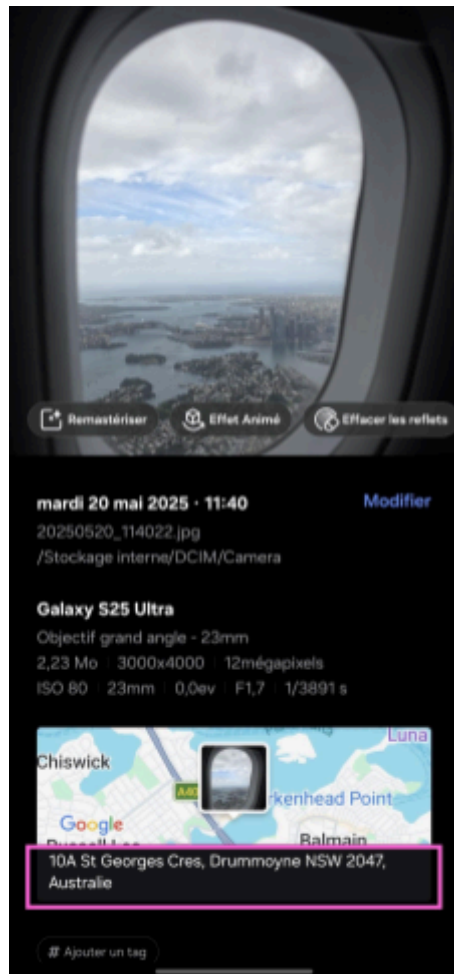 Remastériser
Effet Animé
Effacer les reflets
mardi 20 mai 2025 · 11:40
Modifier
20250520_114022.jpg
/Stockage interne/DCIM/Camera
Galaxy S25 Ultra
Objectif grand angle - 23mm
2,23 Mo 3000x4000 12mégapixels
ISO 80 23mm 0,0ev F1,7 1/3891 s
Luna
Chiswick
A40
rkenhead Point
Google
Balmain
10A St Georges Cres, Drummoyne NSW 2047,
Australie
# Ajouter un tag